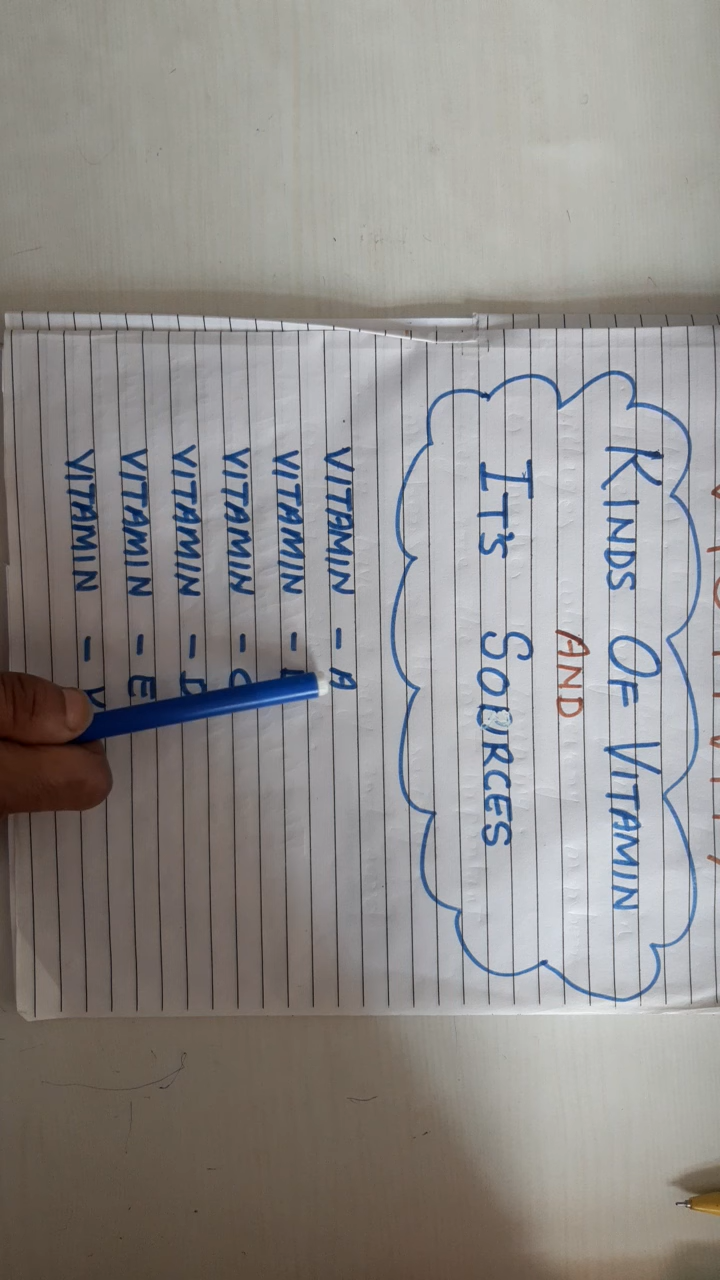 KINDS OF VITAMIN
AND
IT'S SOURCES
VITAMIN - A
VITAMIN -
VITAMIN - C
VITAMIN - D
VITAMIN - E
VITAMIN -